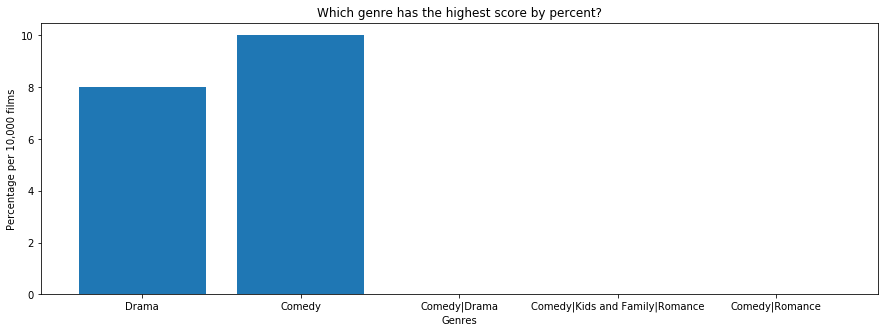 Which genre has the highest score by percent?
Percentage per 10,000 films
10
8
6
4
2
0
Drama
Comedy
Comedy|Drama
Comedy|Kids and Family|Romance
Comedy|Romance
Genres